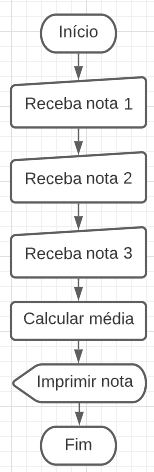 Início
Receba nota 1
Receba nota 2
Receba nota 3
Calcular média
Imprimir nota
Fim